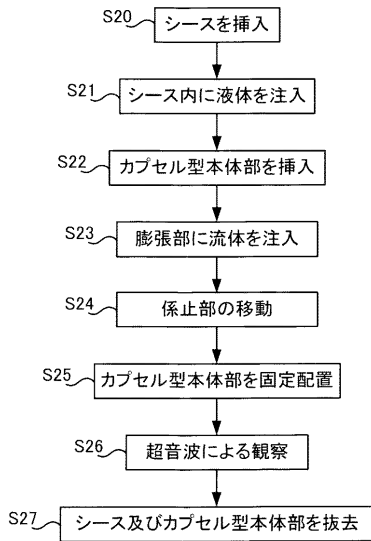 S20 シースを挿入
S21 シース内に液体を注入
S22 カプセル型本体部を挿入
S23 膨張部に流体を注入
S24 係止部の移動
S25 カプセル型本体部を固定配置
S26 超音波による観察
S27 シース及びカプセル型本体部を抜去